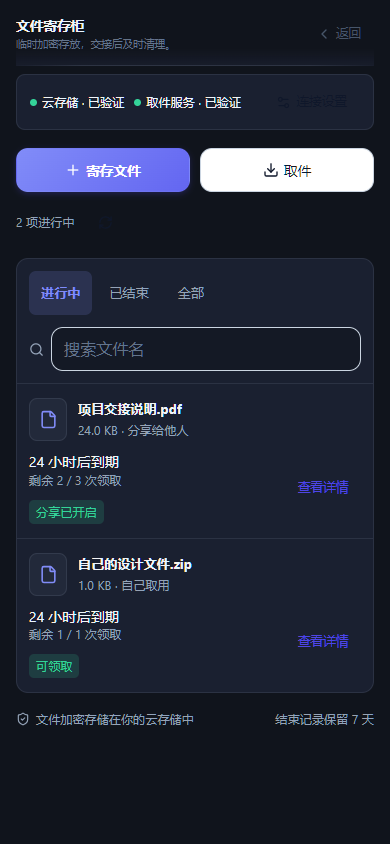 文件寄存柜
临时加密存放，交接后及时清理。
返回
云存储 · 已验证
取件服务 · 已验证
连接设置
寄存文件
取件
2 项进行中
进行中
已结束
全部
搜索文件名
项目交接说明.pdf
24.0 KB · 分享给他人
24 小时后到期
剩余 2 / 3 次领取
查看详情
分享已开启
自己的设计文件.zip
1.0 KB · 自己取用
24 小时后到期
剩余 1 / 1 次领取
查看详情
可领取
文件加密存储在你的云存储中
结束记录保留 7 天